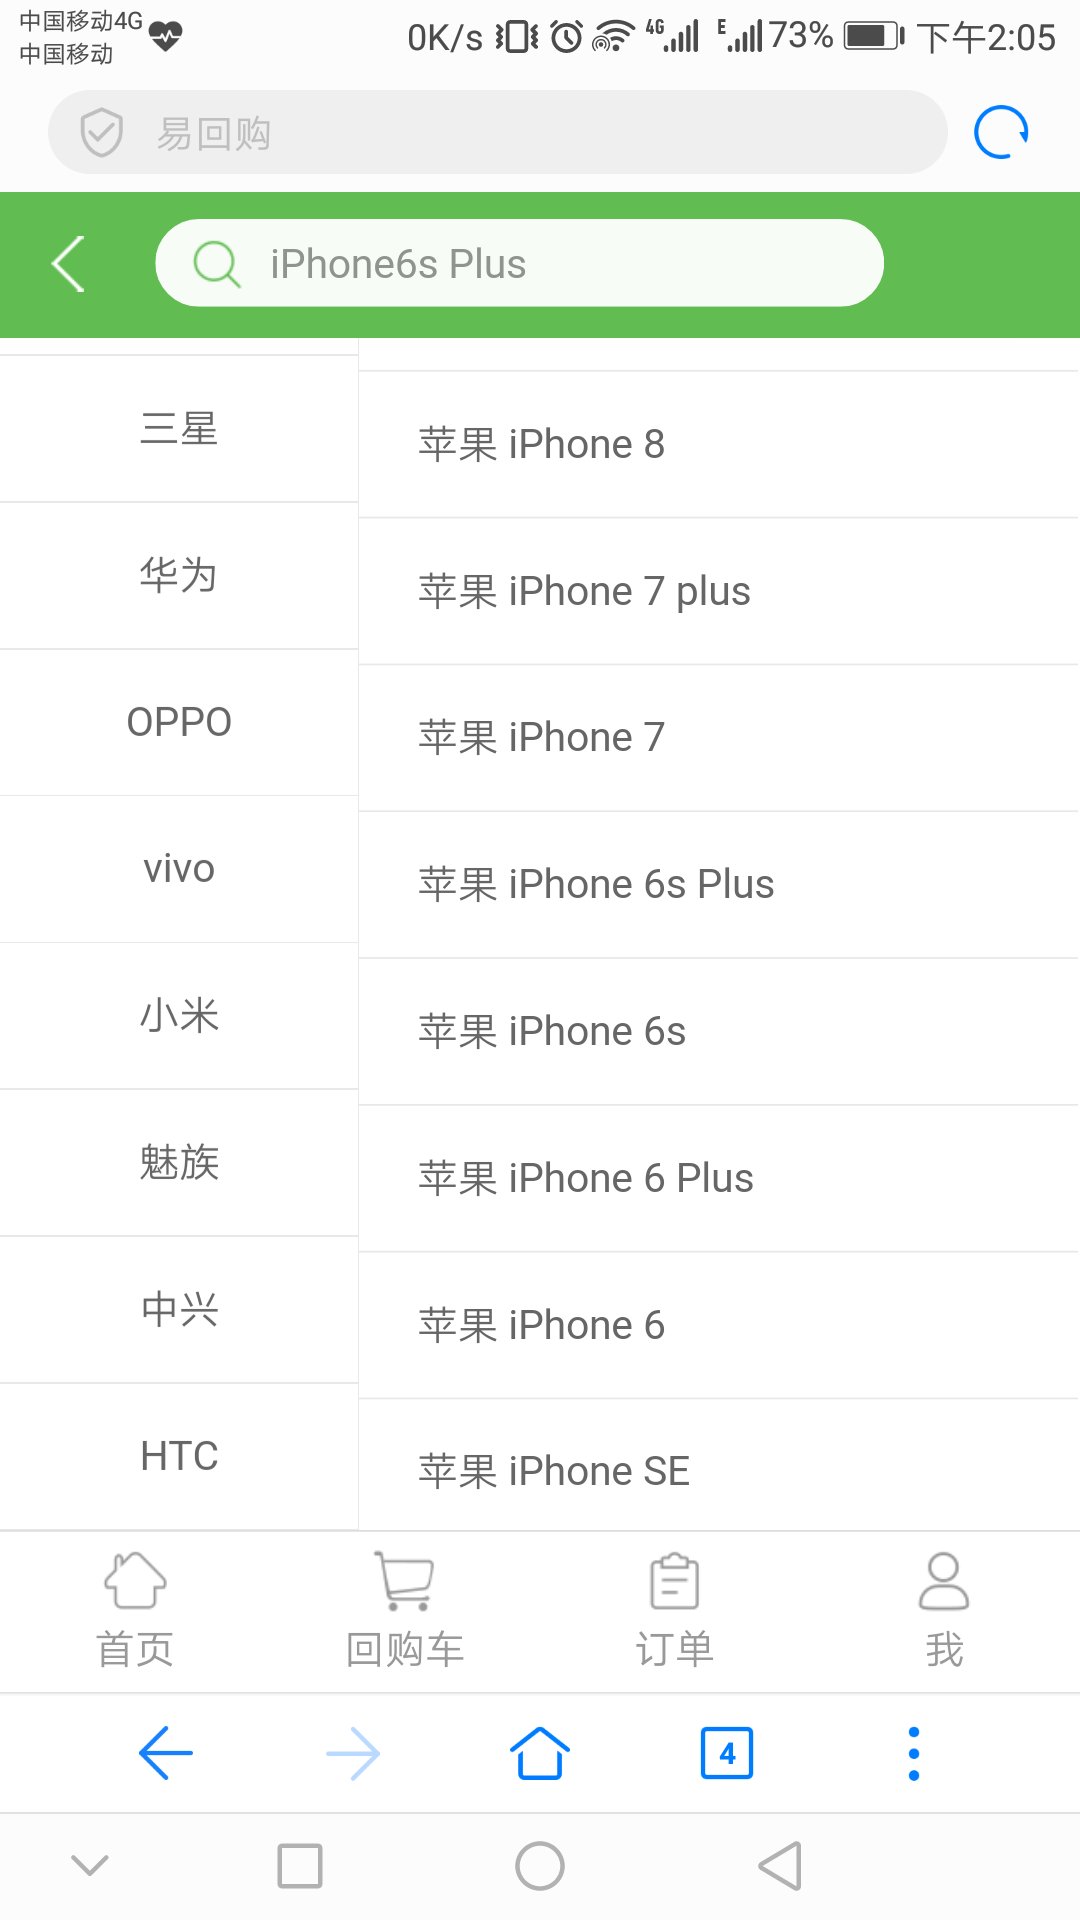 中国移动4G
中国移动
0K/s 4G E 73% 下午2:05
易回购
iPhone6s Plus
三星
华为
OPPO
vivo
小米
魅族
中兴
HTC
苹果 iPhone 8
苹果 iPhone 7 plus
苹果 iPhone 7
苹果 iPhone 6s Plus
苹果 iPhone 6s
苹果 iPhone 6 Plus
苹果 iPhone 6
苹果 iPhone SE
首页 回购车 订单 我
4